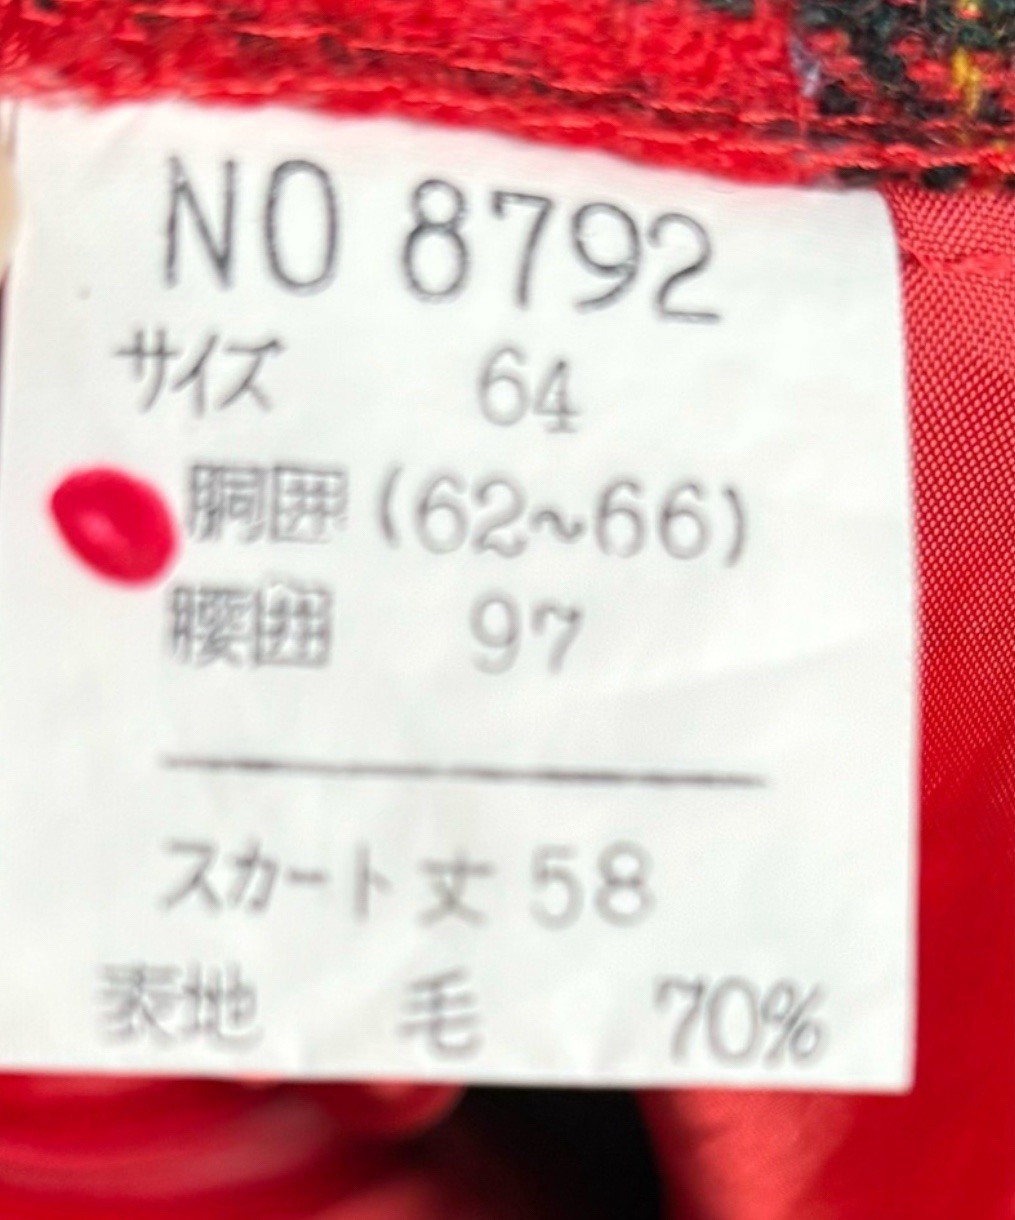 NO 8792
サイズ 64
胴囲 (62~66)
腰囲 97
スカート丈 58
表地 毛 70%